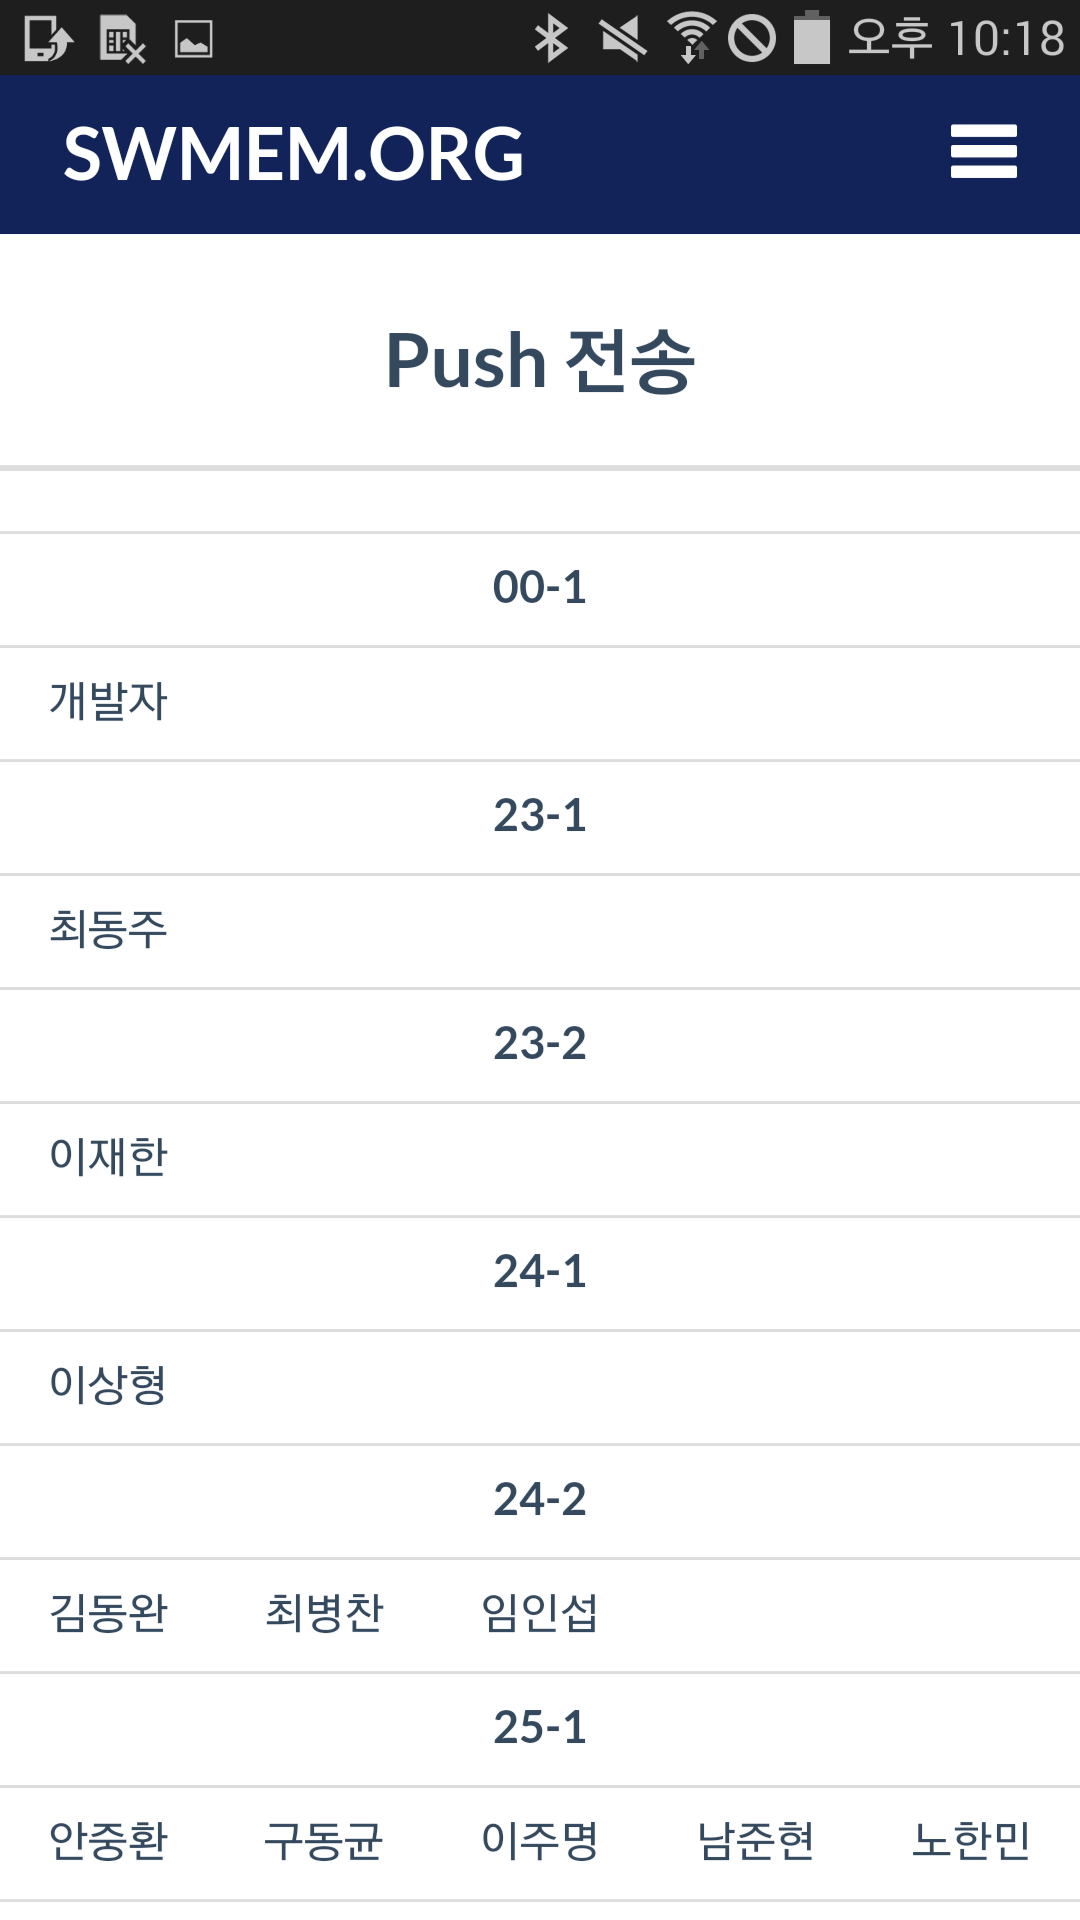 오후 10:18
SWMEM.ORG
Push 전송
00-1
개발자
23-1
최동주
23-2
이재한
24-1
이상형
24-2
김동완 최병찬 임인섭
25-1
안중환 구동균 이주명 남준현 노한민